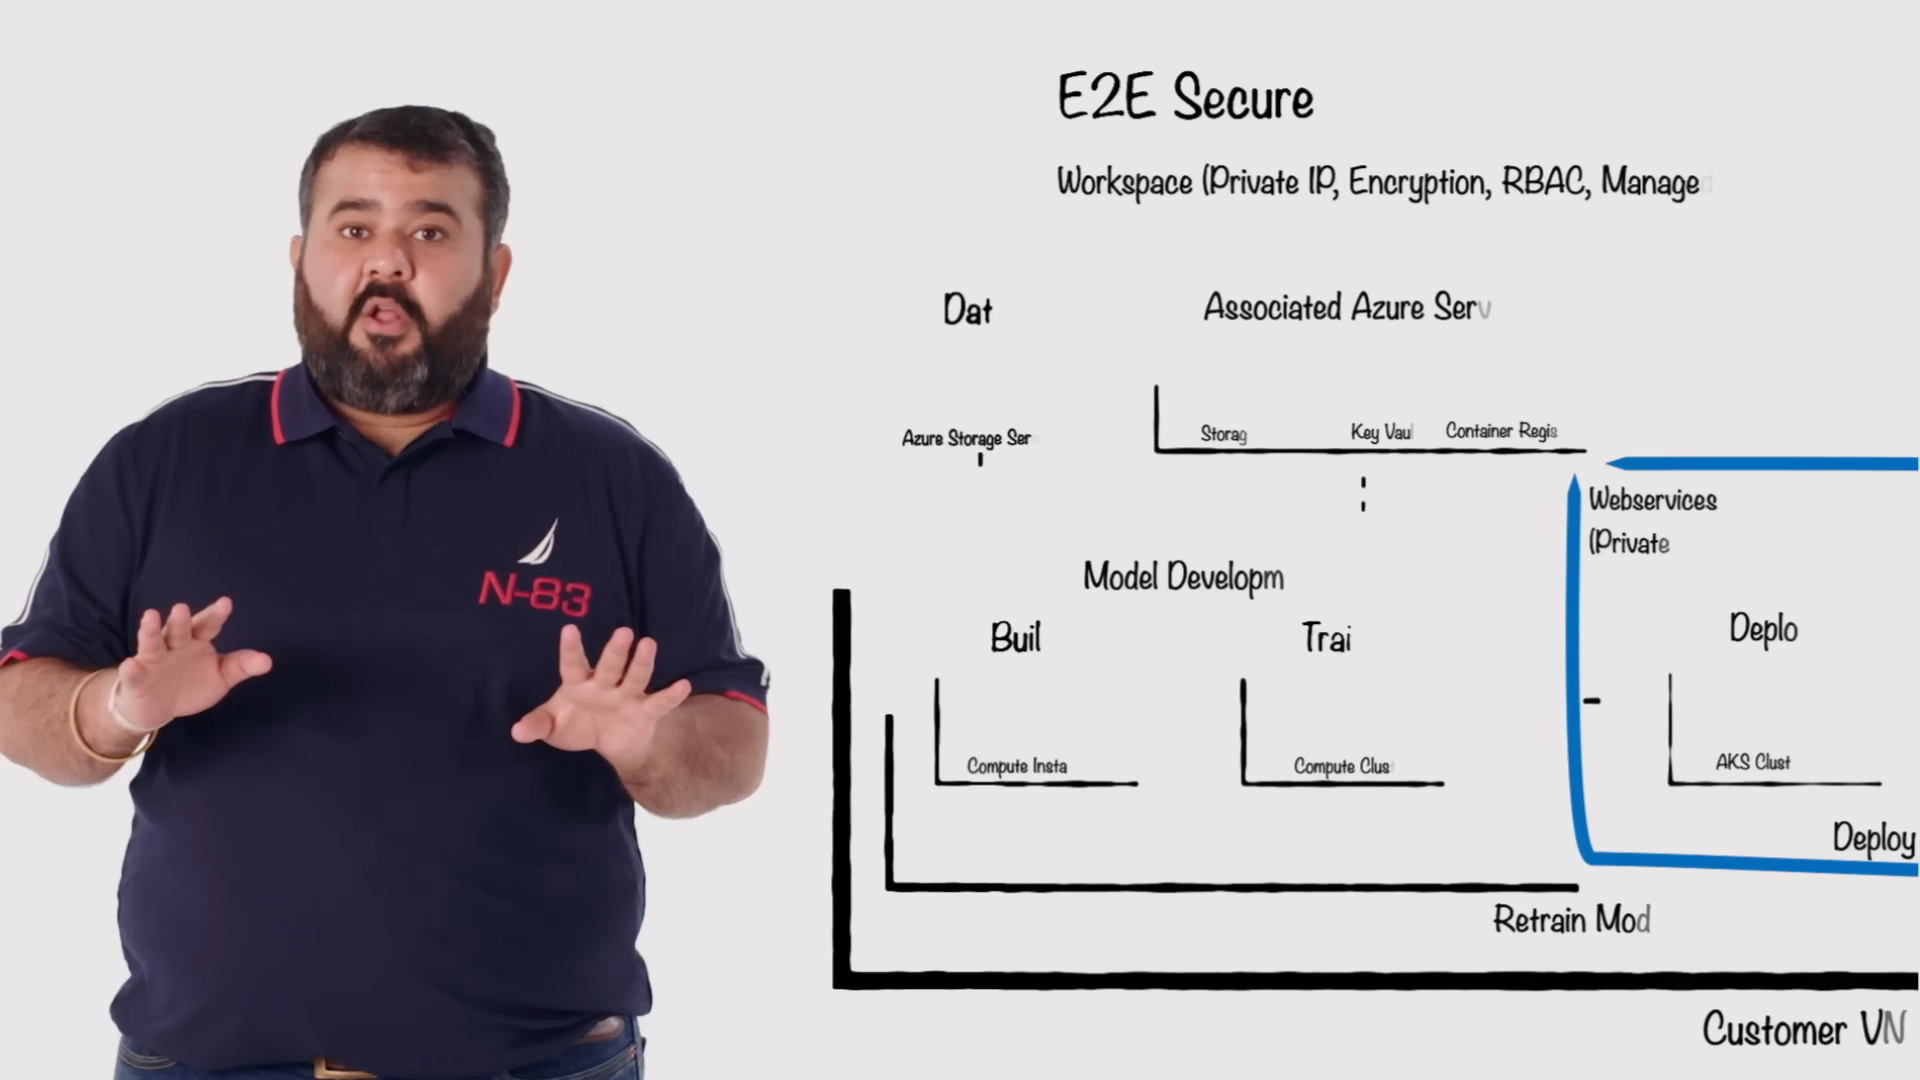 E2E Secure
Workspace (Private IP, Encryption, RBAC, Manage
Dat
Associated Azure Serv
Azure Storage Ser
Storag
Key Vaul
Container Regis
Webservices
(Private
Model Developm
Buil
Trai
Deplo
Compute Insta
Compute Clust
AKS Clust
Deploy
Retrain Mod
Customer VN
N-83